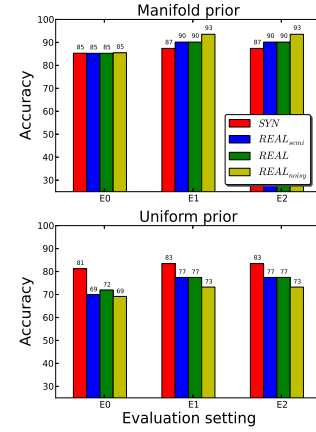 Manifold prior
Accuracy
100
90
80
70
60
50
40
30
85 85 85 85
87 90 90 93
87 90 90 93
SYN
REAL_semi
REAL
REAL_noisy
E0 E1 E2
Uniform prior
Accuracy
100
90
80
70
60
50
40
30
81 69 72 69
83 77 77 73
83 77 77 73
E0 E1 E2
Evaluation setting